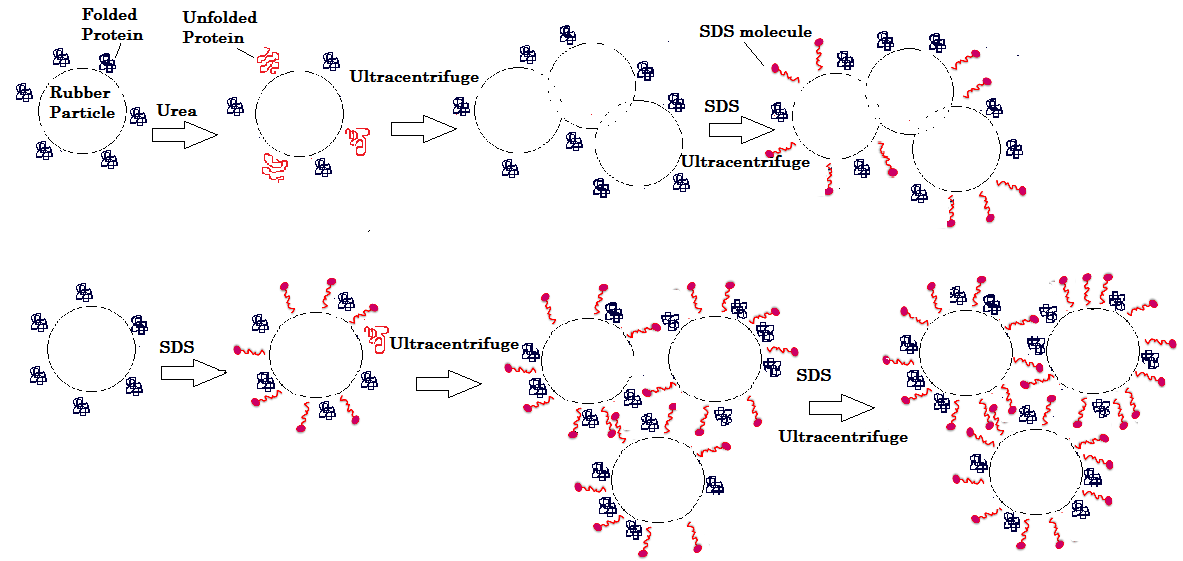 Folded
Protein
Unfolded
Protein
Rubber
Particle
Urea
Ultracentrifuge
SDS molecule
SDS
Ultracentrifuge
SDS
Ultracentrifuge
SDS
Ultracentrifuge